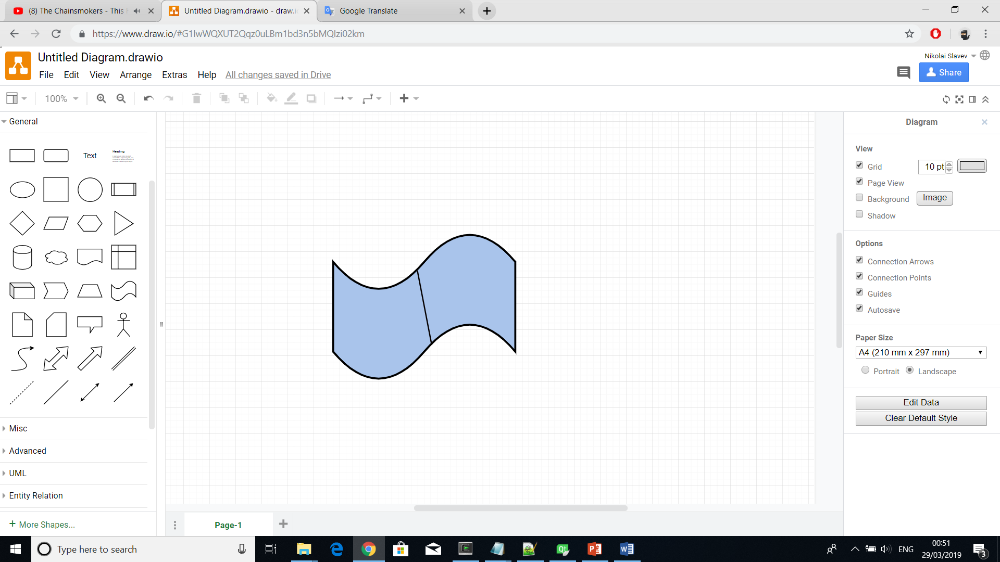 (8) The Chainsmokers - This
Untitled Diagram.drawio - draw.i
Google Translate
https://www.draw.io/#G1IwWQXUT2Qqz0uLBm1bd3n5bMQlzi02km
Untitled Diagram.drawio
Nikolai Slavev
File Edit View Arrange Extras Help All changes saved in Drive
Share
100%
General
Text
Heading
Misc
Advanced
UML
Entity Relation
+ More Shapes...
Page-1
Diagram
View
Grid
10 pt
Page View
Background
Image
Shadow
Options
Connection Arrows
Connection Points
Guides
Autosave
Paper Size
A4 (210 mm x 297 mm)
Portrait Landscape
Edit Data
Clear Default Style
Type here to search
ENG
00:51
29/03/2019
3